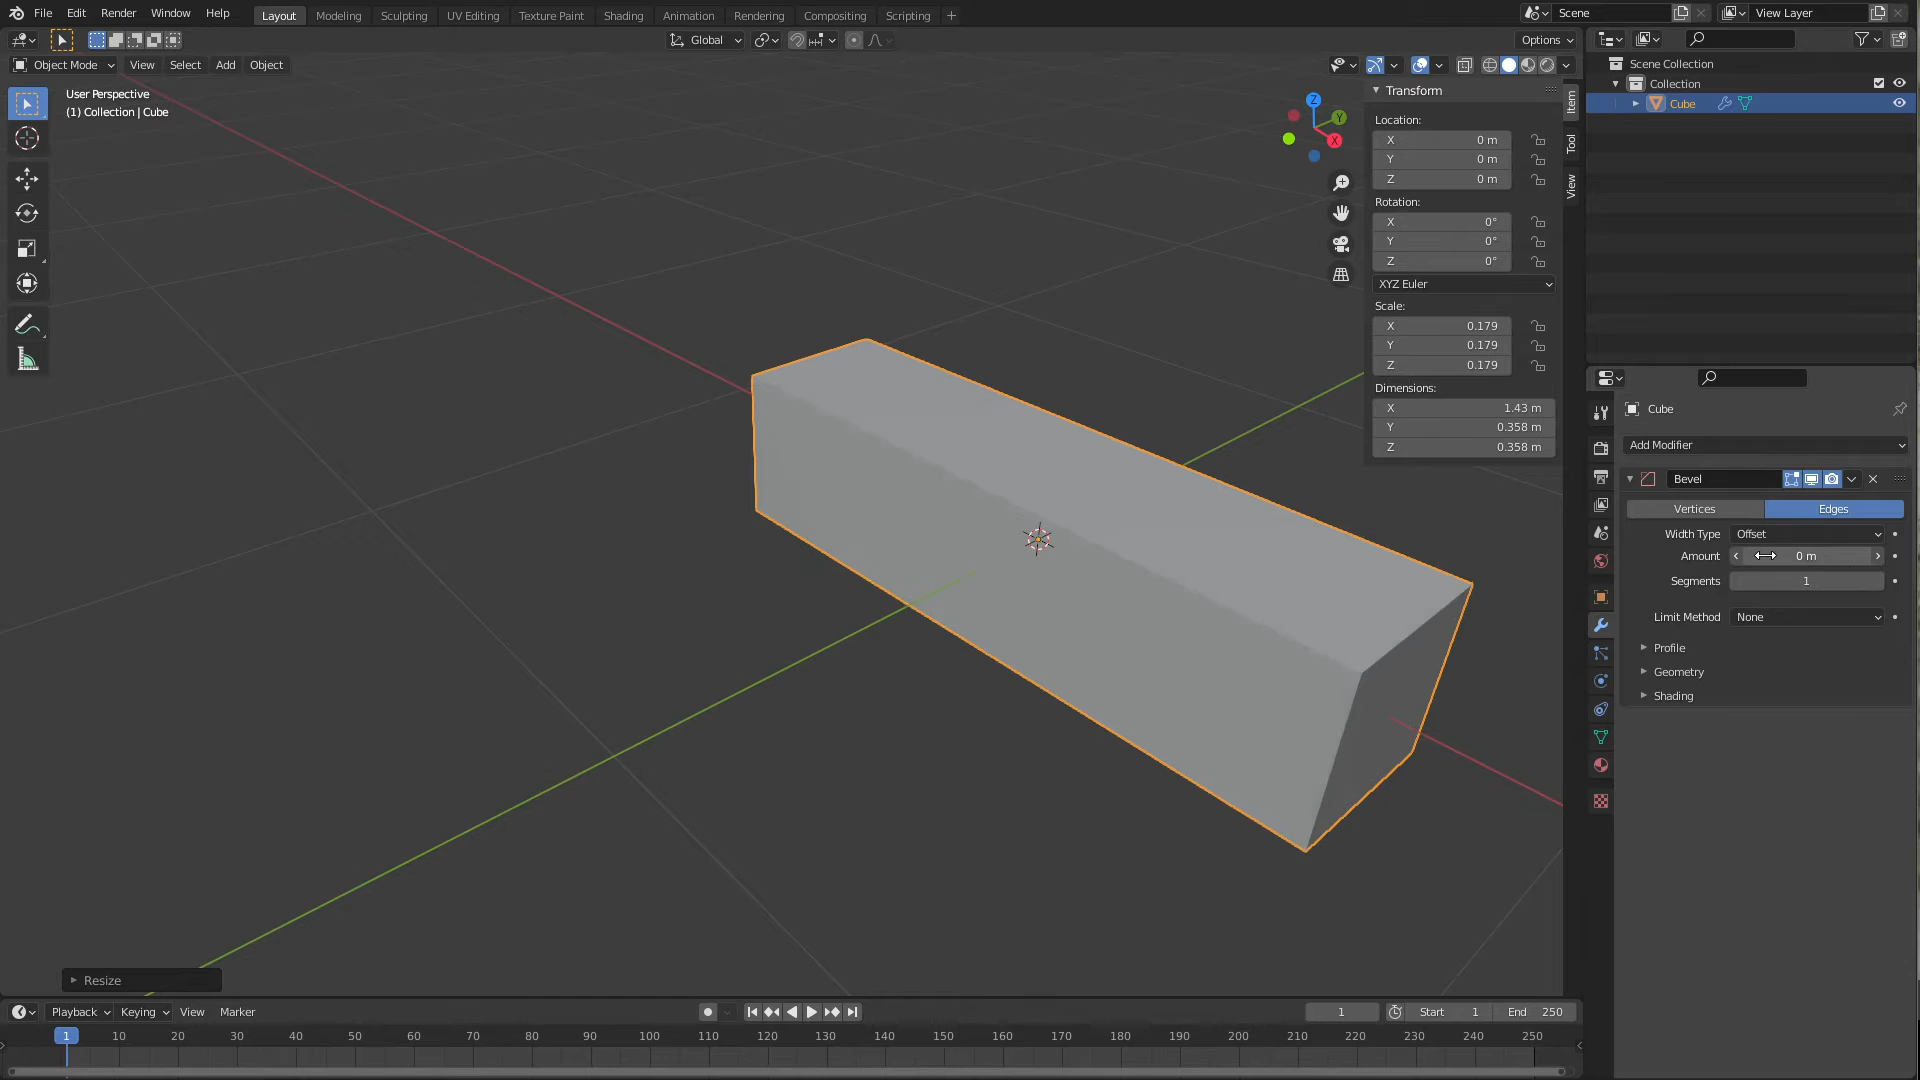 File Edit Render Window Help Layout Modeling Sculpting UV Editing Texture Paint Shading Animation Rendering Compositing Scripting + Scene View Layer
Global Options
Object Mode View Select Add Object
User Perspective
(1) Collection | Cube
Z
Y
X
Transform
Location:
X 0 m
Y 0 m
Z 0 m
Rotation:
X 0°
Y 0°
Z 0°
XYZ Euler
Scale:
X 0.179
Y 0.179
Z 0.179
Dimensions:
X 1.43 m
Y 0.358 m
Z 0.358 m
Item
Tool
View
Scene Collection
Collection
Cube
Cube
Add Modifier
Bevel
Vertices Edges
Width Type Offset
Amount 0 m
Segments 1
Limit Method None
Profile
Geometry
Shading
Resize
Playback Keying View Marker 1 Start 1 End 250
1 10 20 30 40 50 60 70 80 90 100 110 120 130 140 150 160 170 180 190 200 210 220 230 240 250